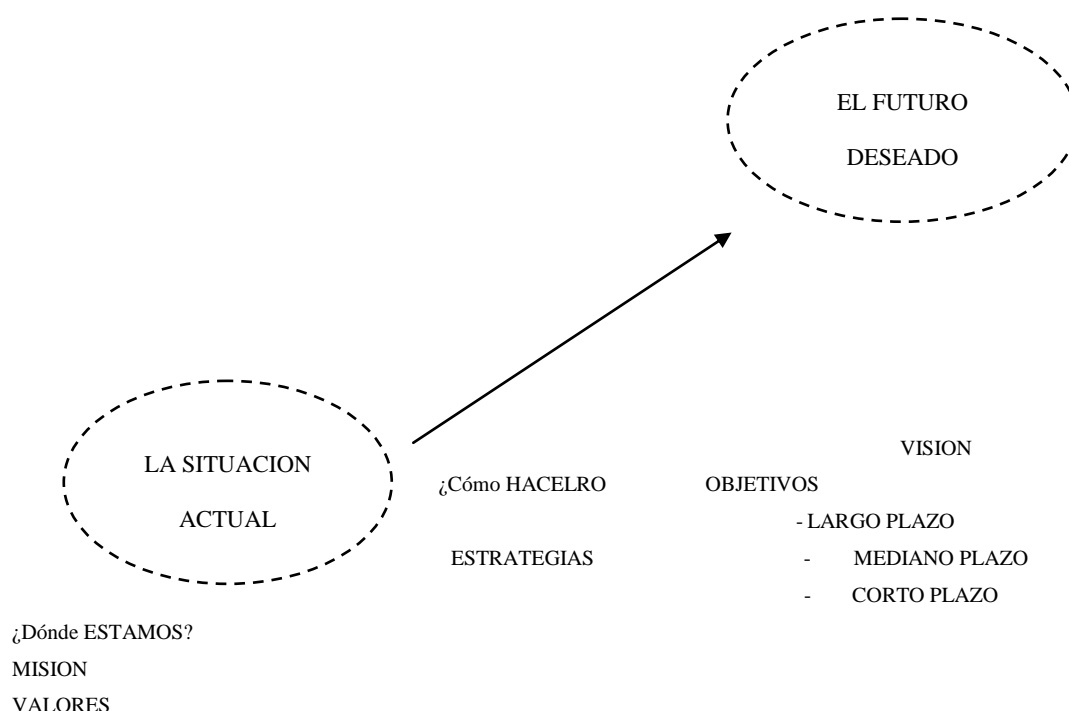 EL FUTURO
DESEADO
LA SITUACION
ACTUAL
VISION
¿Cómo HACELRO OBJETIVOS
- LARGO PLAZO
ESTRATEGIAS - MEDIANO PLAZO
- CORTO PLAZO
¿Dónde ESTAMOS?
MISION
VALORES